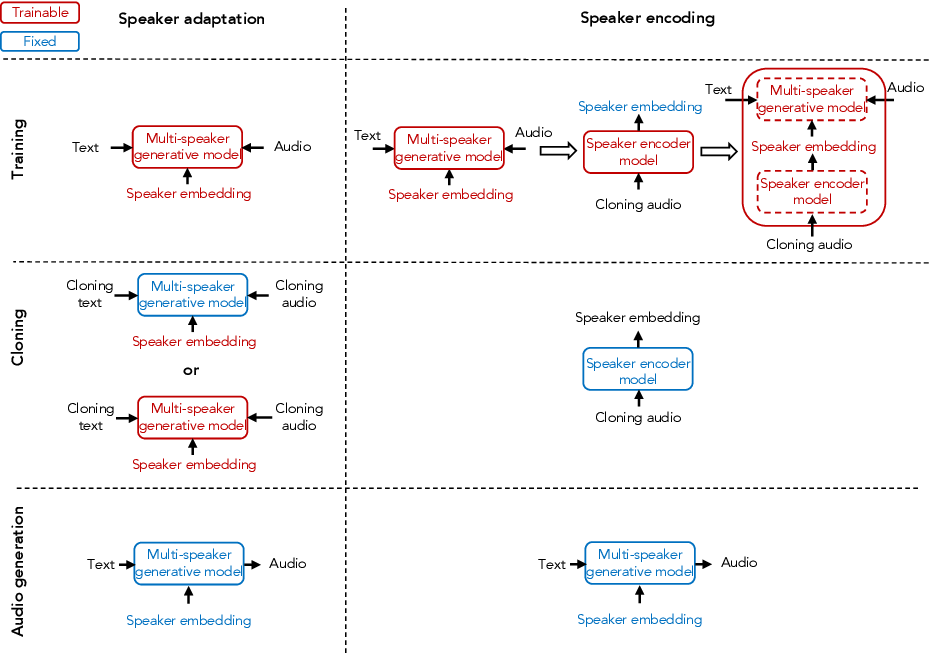 Trainable
Fixed
Speaker adaptation
Speaker encoding
Training
Text
Multi-speaker
generative model
Audio
Speaker embedding
Text
Multi-speaker
generative model
Audio
Speaker embedding
Speaker embedding
Speaker encoder
model
Cloning audio
Text
Multi-speaker
generative model
Audio
Speaker embedding
Speaker encoder
model
Cloning audio
Cloning
Cloning
text
Multi-speaker
generative model
Cloning
audio
Speaker embedding
or
Cloning
text
Multi-speaker
generative model
Cloning
audio
Speaker embedding
Speaker embedding
Speaker encoder
model
Cloning audio
Audio generation
Text
Multi-speaker
generative model
Audio
Speaker embedding
Text
Multi-speaker
generative model
Audio
Speaker embedding